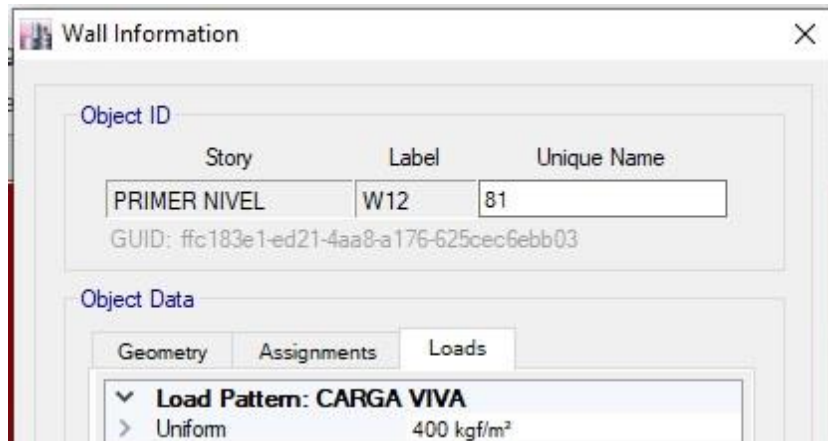 Wall Information
Object ID
Story Label Unique Name
PRIMER NIVEL W12 81
GUID: ffc183e1-ed21-4aa8-a176-625cec6ebb03
Object Data
Geometry Assignments Loads
Load Pattern: CARGA VIVA
Uniform 400 kgf/m²